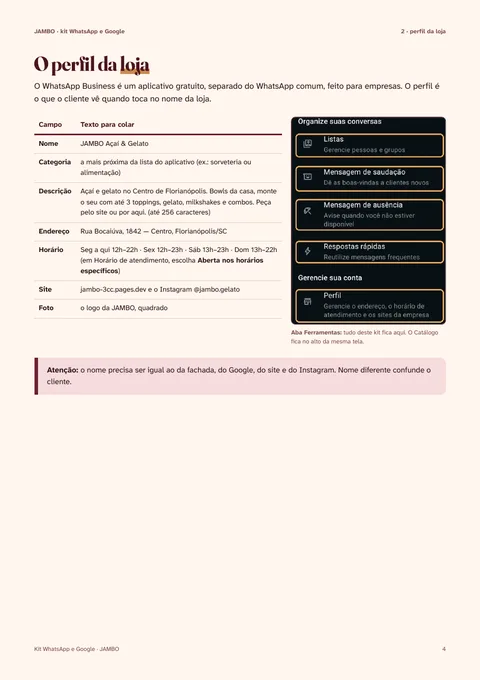 JAMBO · kit WhatsApp e Google
2 · perfil da loja
O perfil da loja
O WhatsApp Business é um aplicativo gratuito, separado do WhatsApp comum, feito para empresas. O perfil é
o que o cliente vê quando toca no nome da loja.
Campo Texto para colar
Nome JAMBO Açaí & Gelato
Categoria a mais próxima da lista do aplicativo (ex.: sorveteria ou
alimentação)
Descrição Açaí e gelato no Centro de Florianópolis. Bowls da casa, monte
o seu com até 3 toppings, gelato, milkshakes e combos. Peça
pelo site ou por aqui. (até 256 caracteres)
Endereço Rua Bocaiúva, 1842 — Centro, Florianópolis/SC
Horário Seg a qui 12h–22h · Sex 12h–23h · Sáb 13h–23h · Dom 13h–22h
(em Horário de atendimento, escolha Aberta nos horários
específicos)
Site jambo-3cc.pages.dev e o Instagram @jambo.gelato
Foto o logo da JAMBO, quadrado
Organize suas conversas
Listas
Gerencie pessoas e grupos
Mensagem de saudação
Dê as boas-vindas a clientes novos
Mensagem de ausência
Avise quando você não estiver
disponível
Respostas rápidas
Reutilize mensagens frequentes
Gerencie sua conta
Perfil
Gerencie o endereço, o horário de
atendimento e os sites da empresa
Aba Ferramentas: tudo deste kit fica aqui. O Catálogo
fica no alto da mesma tela.
Atenção: o nome precisa ser igual ao da fachada, do Google, do site e do Instagram. Nome diferente confunde o
cliente.
Kit WhatsApp e Google · JAMBO
4